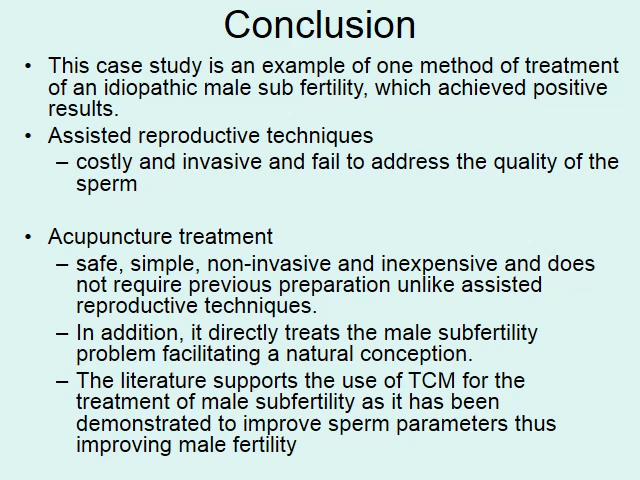 Conclusion
• This case study is an example of one method of treatment
of an idiopathic male sub fertility, which achieved positive
results.
• Assisted reproductive techniques
– costly and invasive and fail to address the quality of the
sperm
• Acupuncture treatment
– safe, simple, non-invasive and inexpensive and does
not require previous preparation unlike assisted
reproductive techniques.
– In addition, it directly treats the male subfertility
problem facilitating a natural conception.
– The literature supports the use of TCM for the
treatment of male subfertility as it has been
demonstrated to improve sperm parameters thus
improving male fertility